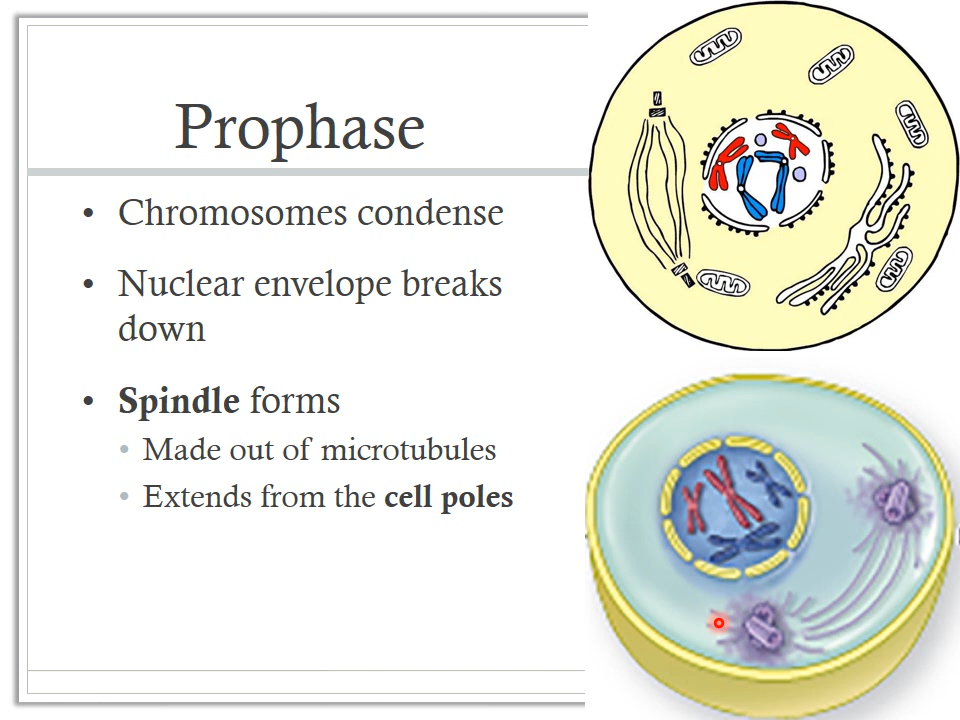 Prophase
• Chromosomes condense
• Nuclear envelope breaks
down
• Spindle forms
• Made out of microtubules
• Extends from the cell poles